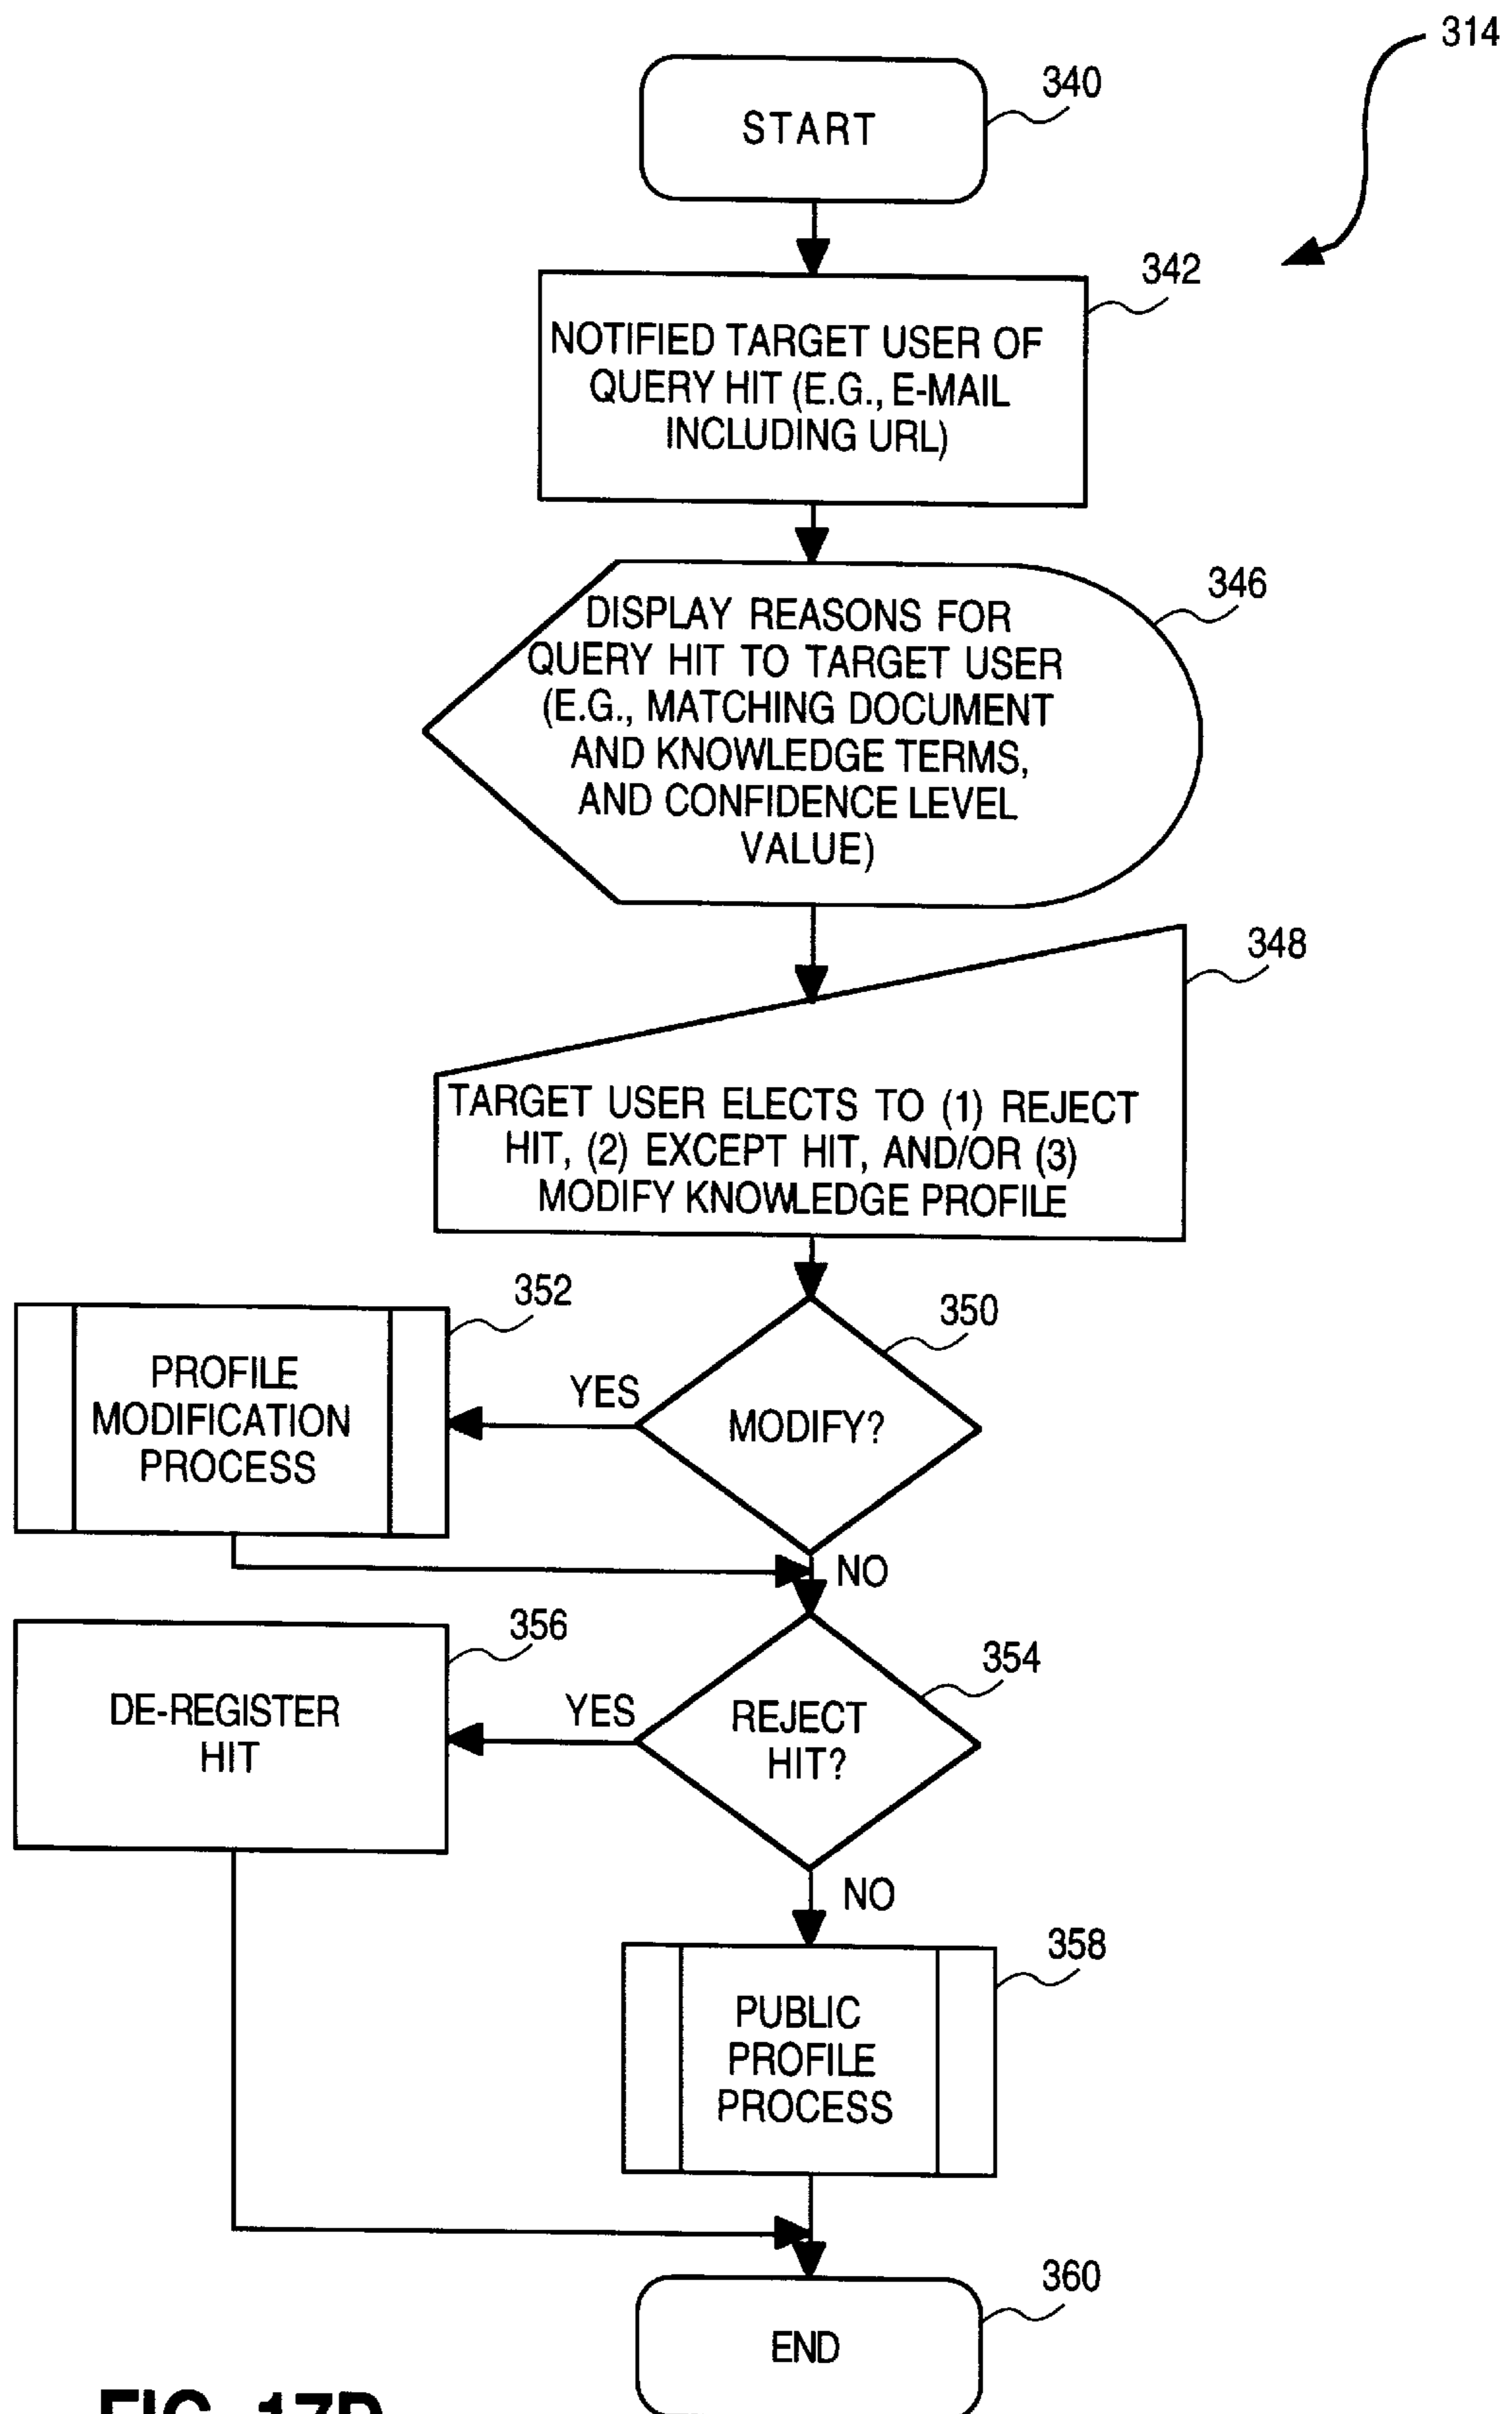 314
340
START
342
NOTIFIED TARGET USER OF
QUERY HIT (E.G., E-MAIL
INCLUDING URL)
346
DISPLAY REASONS FOR
QUERY HIT TO TARGET USER
(E.G., MATCHING DOCUMENT
AND KNOWLEDGE TERMS,
AND CONFIDENCE LEVEL
VALUE)
348
TARGET USER ELECTS TO (1) REJECT
HIT, (2) EXCEPT HIT, AND/OR (3)
MODIFY KNOWLEDGE PROFILE
352
350
PROFILE
MODIFICATION
PROCESS
YES
MODIFY?
NO
356
354
DE-REGISTER
HIT
YES
REJECT
HIT?
NO
358
PUBLIC
PROFILE
PROCESS
360
END